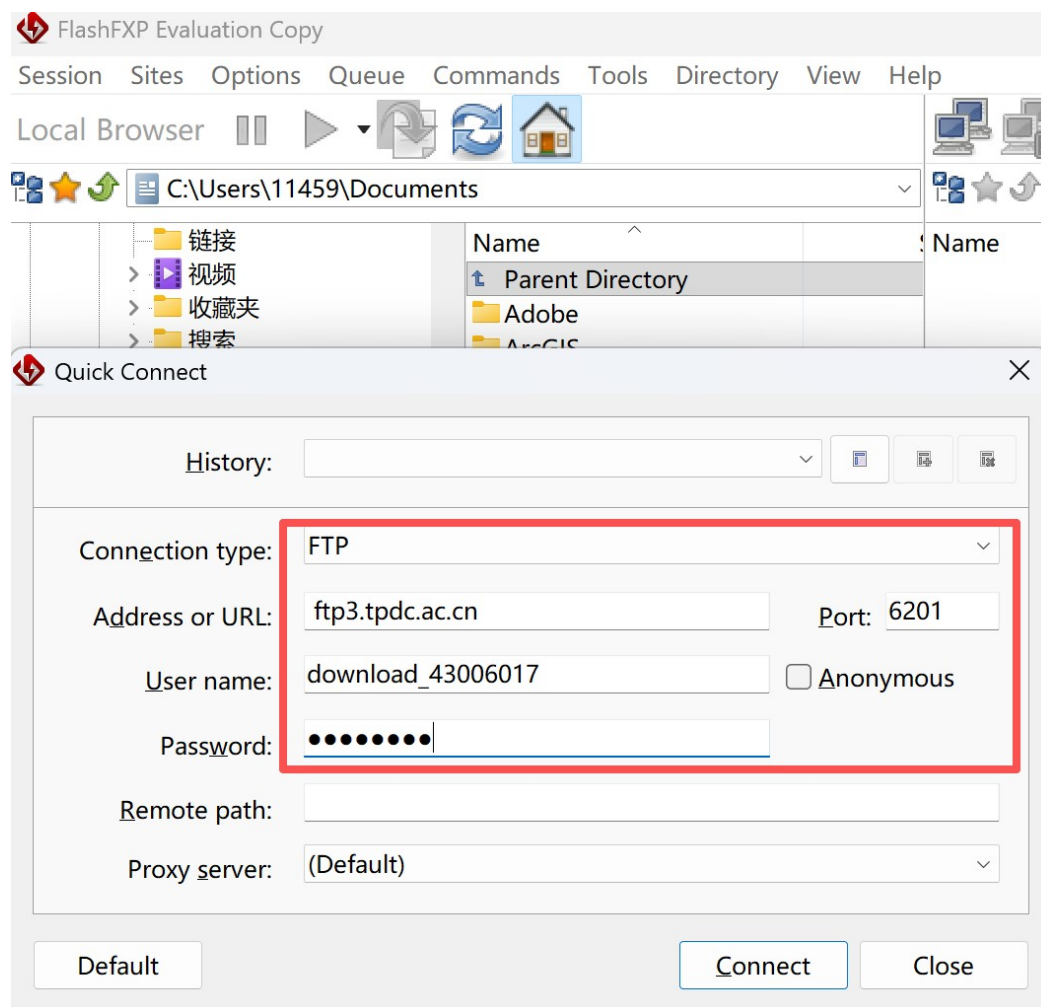 FlashFXP Evaluation Copy
Session Sites Options Queue Commands Tools Directory View Help
Local Browser
C:\Users\11459\Documents
链接
视频
收藏夹
搜索
Name
Parent Directory
Adobe
ArcGIS
Name
Quick Connect
History:
Connection type: FTP
Address or URL: ftp3.tpdc.ac.cn Port: 6201
User name: download_43006017 Anonymous
Password: ●●●●●●●●
Remote path:
Proxy server: (Default)
Default Connect Close